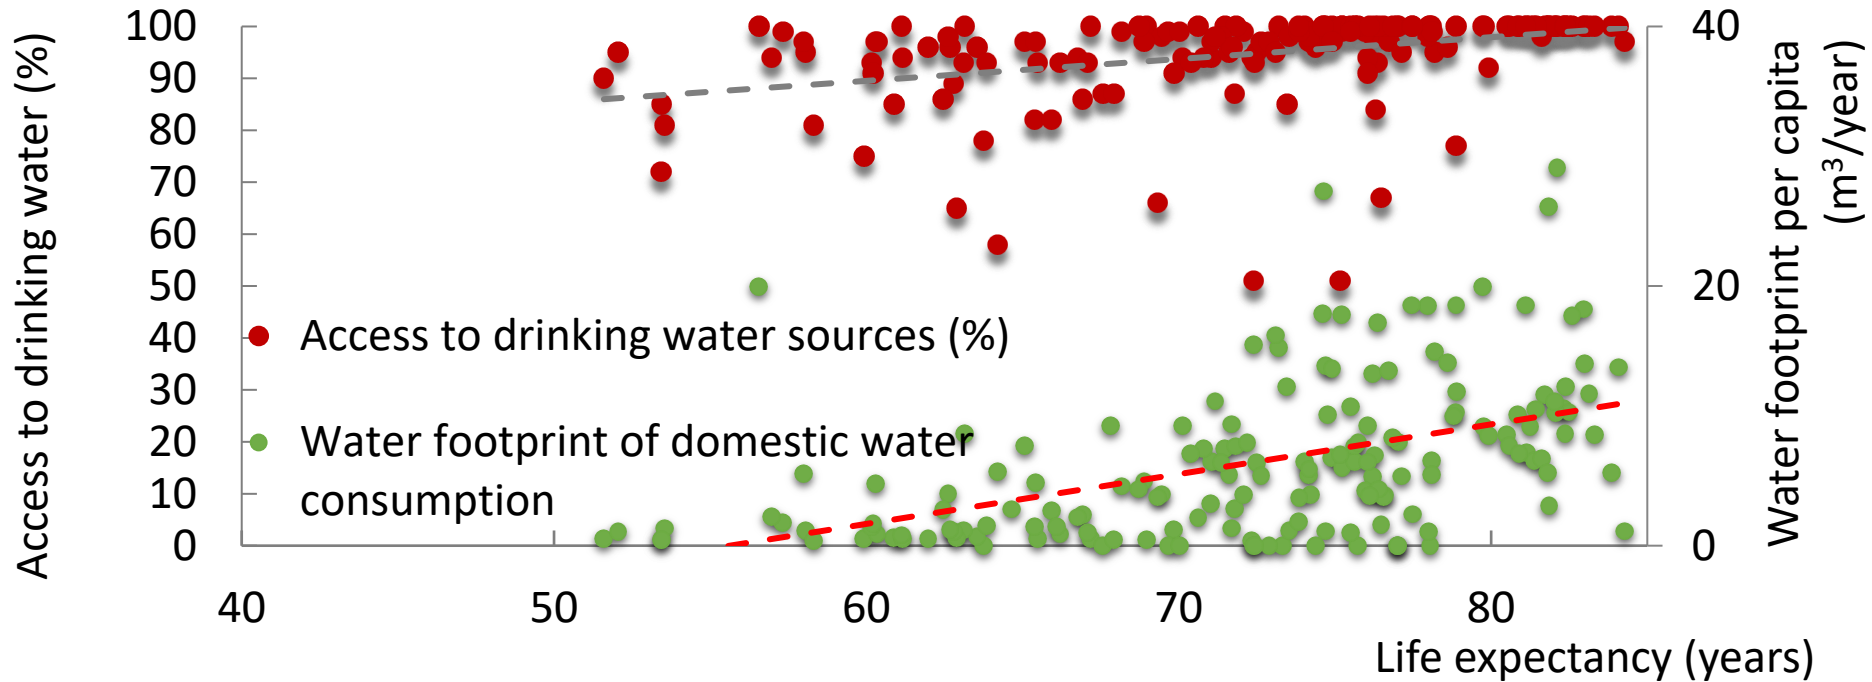 Access to drinking water (%)
100
90
80
70
60
50
40
30
20
10
0
Access to drinking water sources (%)
Water footprint of domestic water
consumption
40
20
0
Water footprint per capita
(m³/year)
40
50
60
70
80
Life expectancy (years)